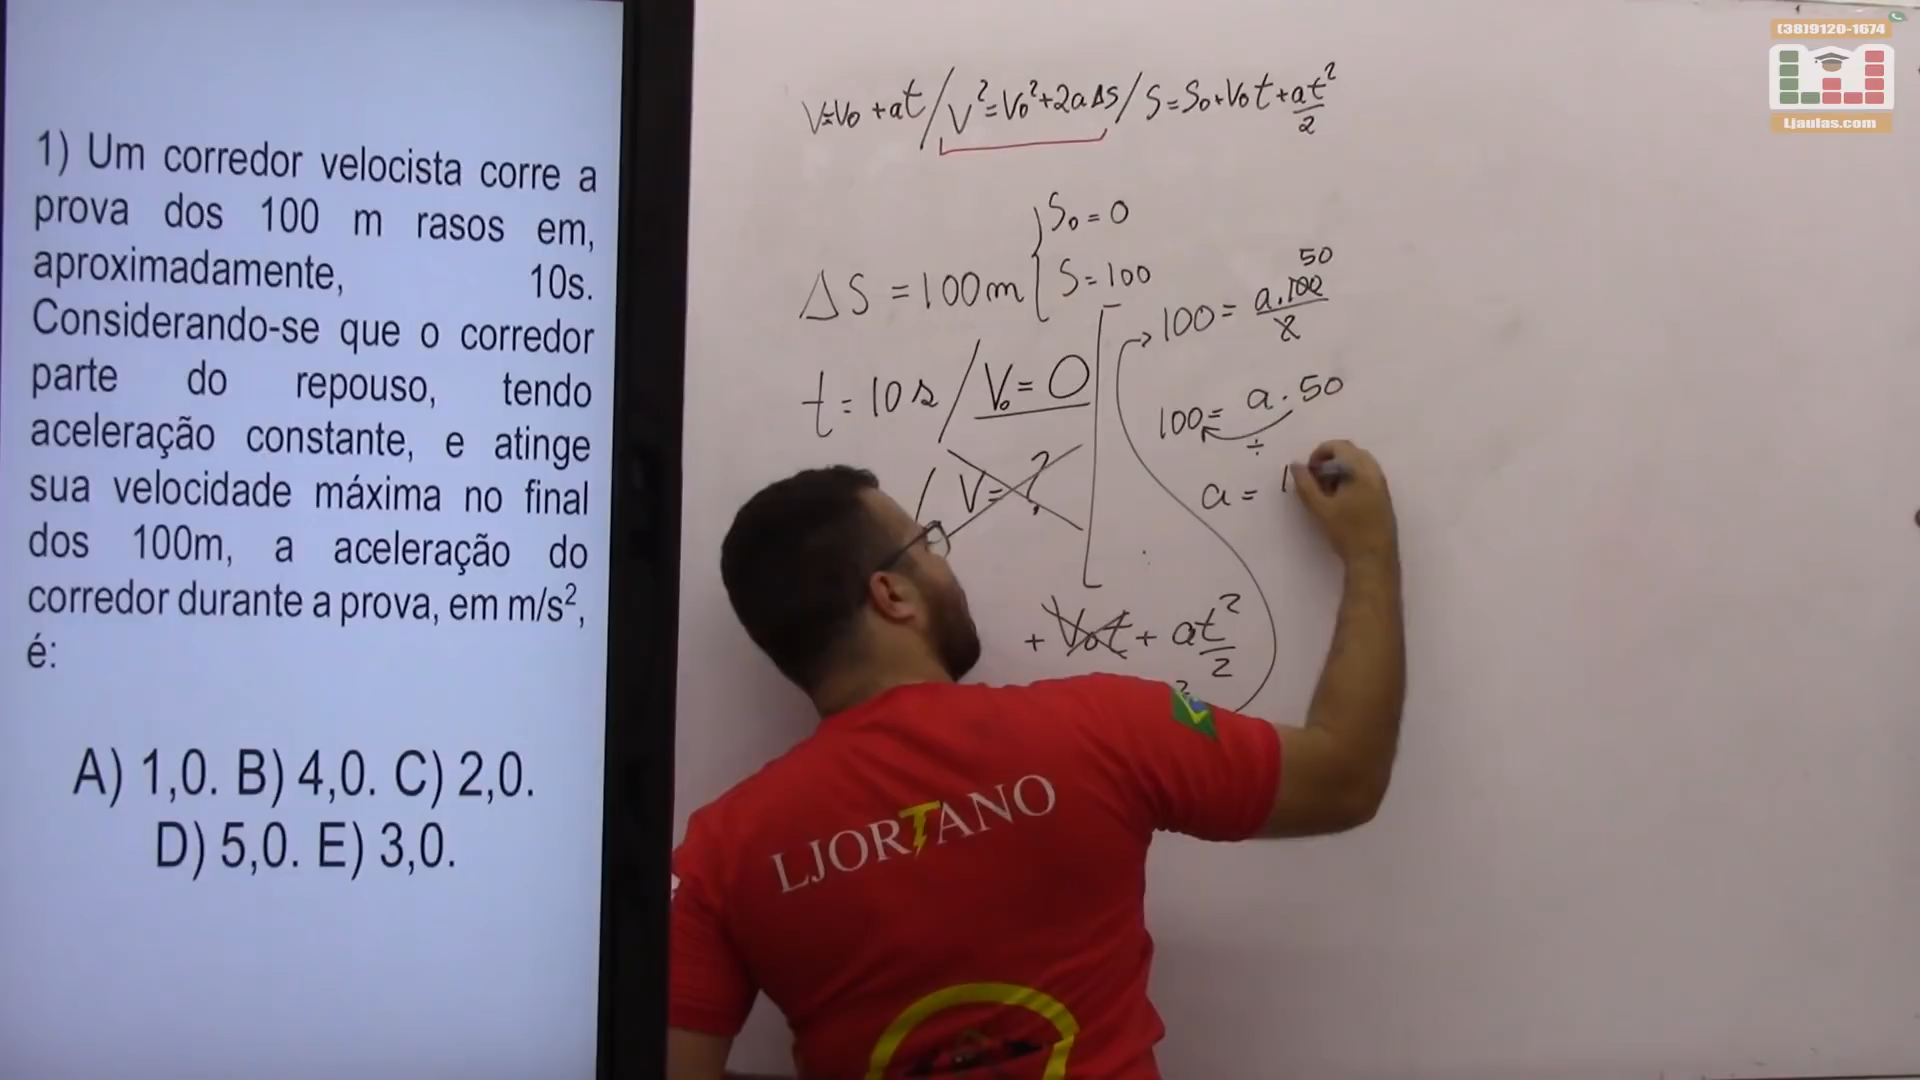 1) Um corredor velocista corre a
prova dos 100 m rasos em,
aproximadamente, 10s.
Considerando-se que o corredor
parte do repouso, tendo
aceleração constante, e atinge
sua velocidade máxima no final
dos 100m, a aceleração do
corredor durante a prova, em m/s²,
é:
A) 1,0. B) 4,0. C) 2,0.
D) 5,0. E) 3,0.
V=V₀+at / V²=V₀²+2aΔS / S=S₀+V₀t+at²/2
ΔS=100m { S₀=0
S=100
t=10s / V₀=0
/ V=?
+V₀t+at²/2
2
50
100=a.100/2
100=a.50
÷
a=1
LJORTANO
(38)9120-1674
Ljaulas.com